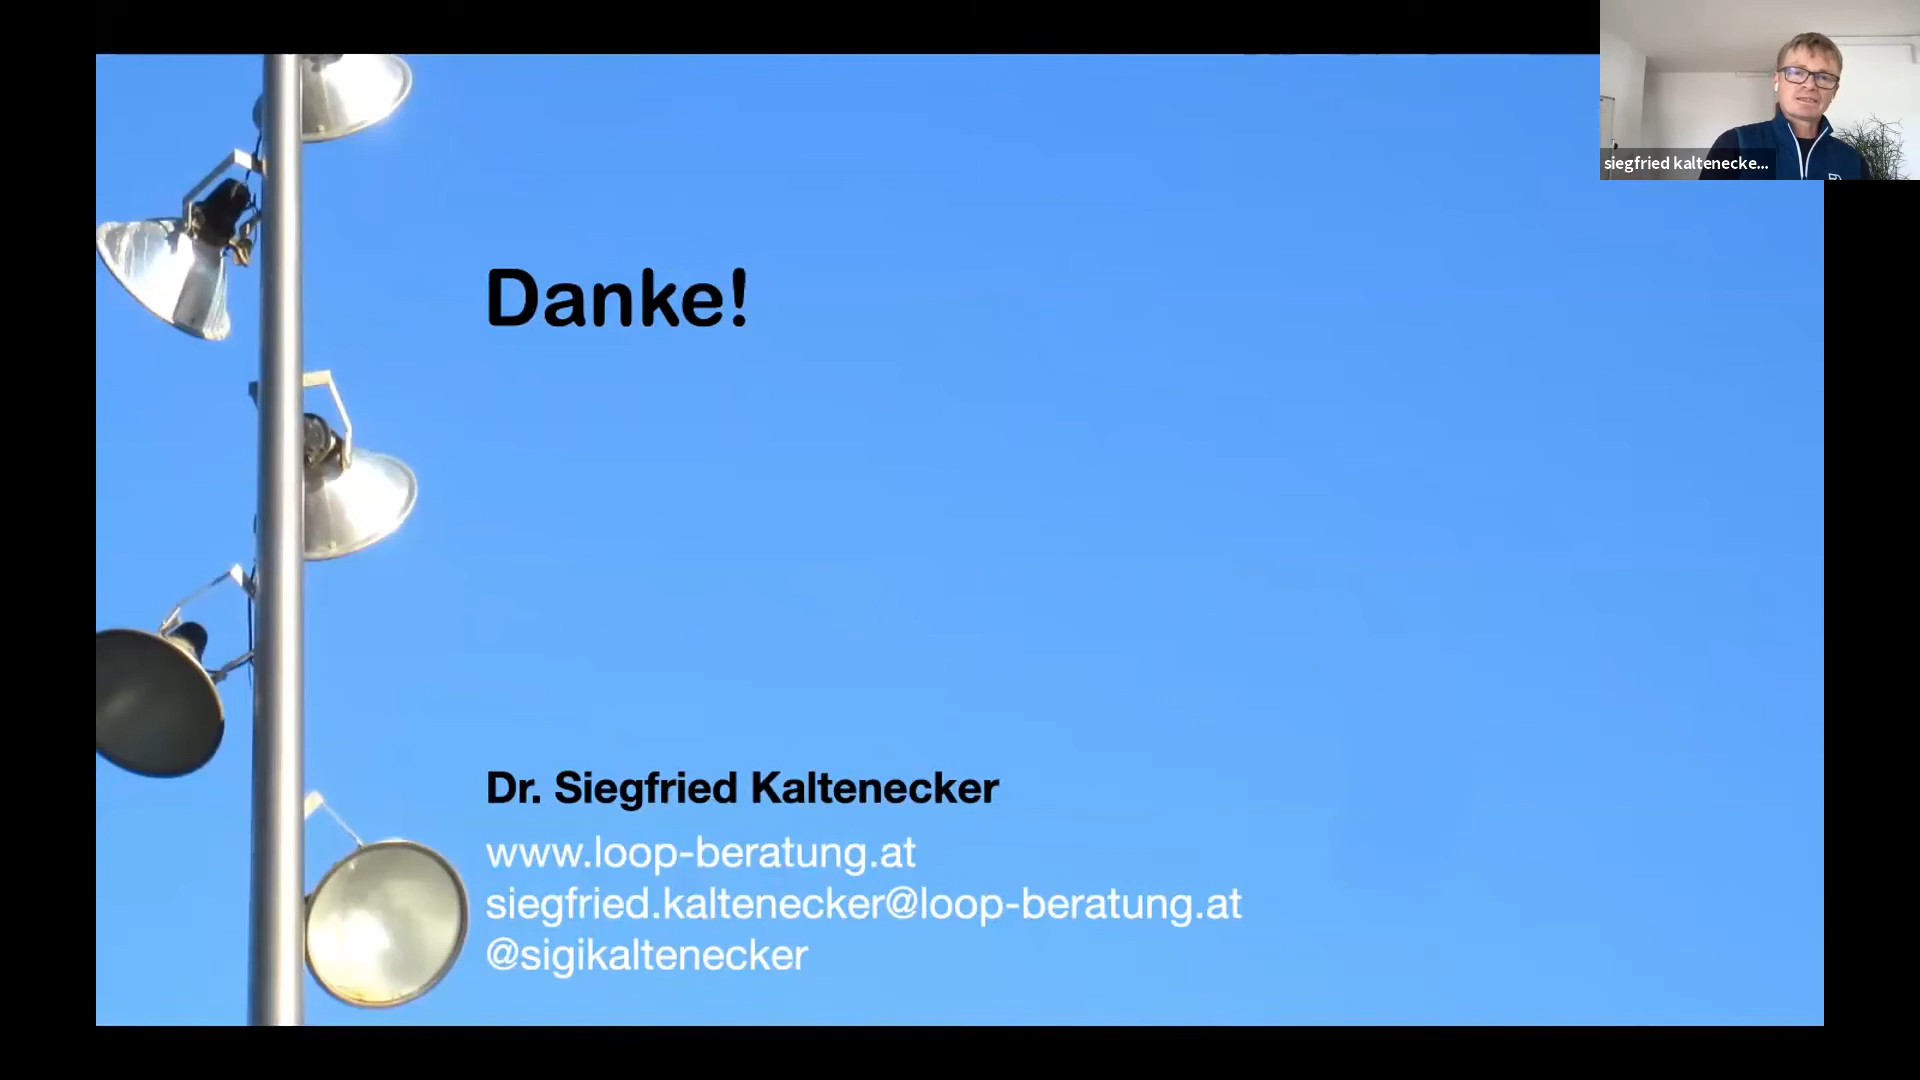 siegfried kaltenecke...
Danke!
Dr. Siegfried Kaltenecker
www.loop-beratung.at
siegfried.kaltenecker@loop-beratung.at
@sigikaltenecker